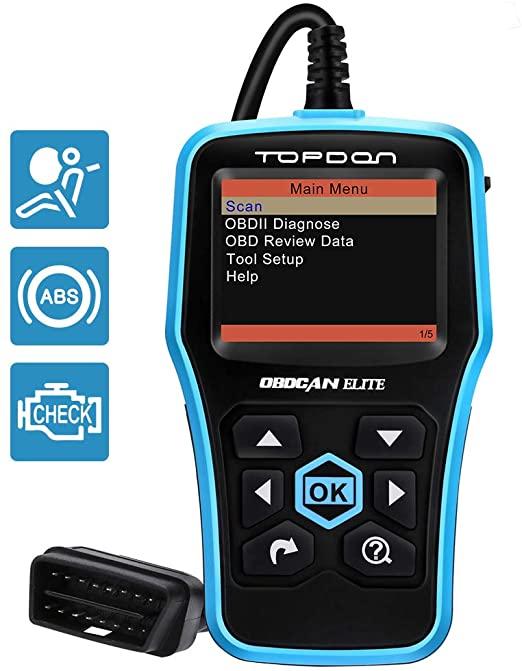 TOPDON
Main Menu
Scan
OBDII Diagnose
OBD Review Data
Tool Setup
Help
1/5
OBDCAN ELITE
OK
?
ABS
CHECK